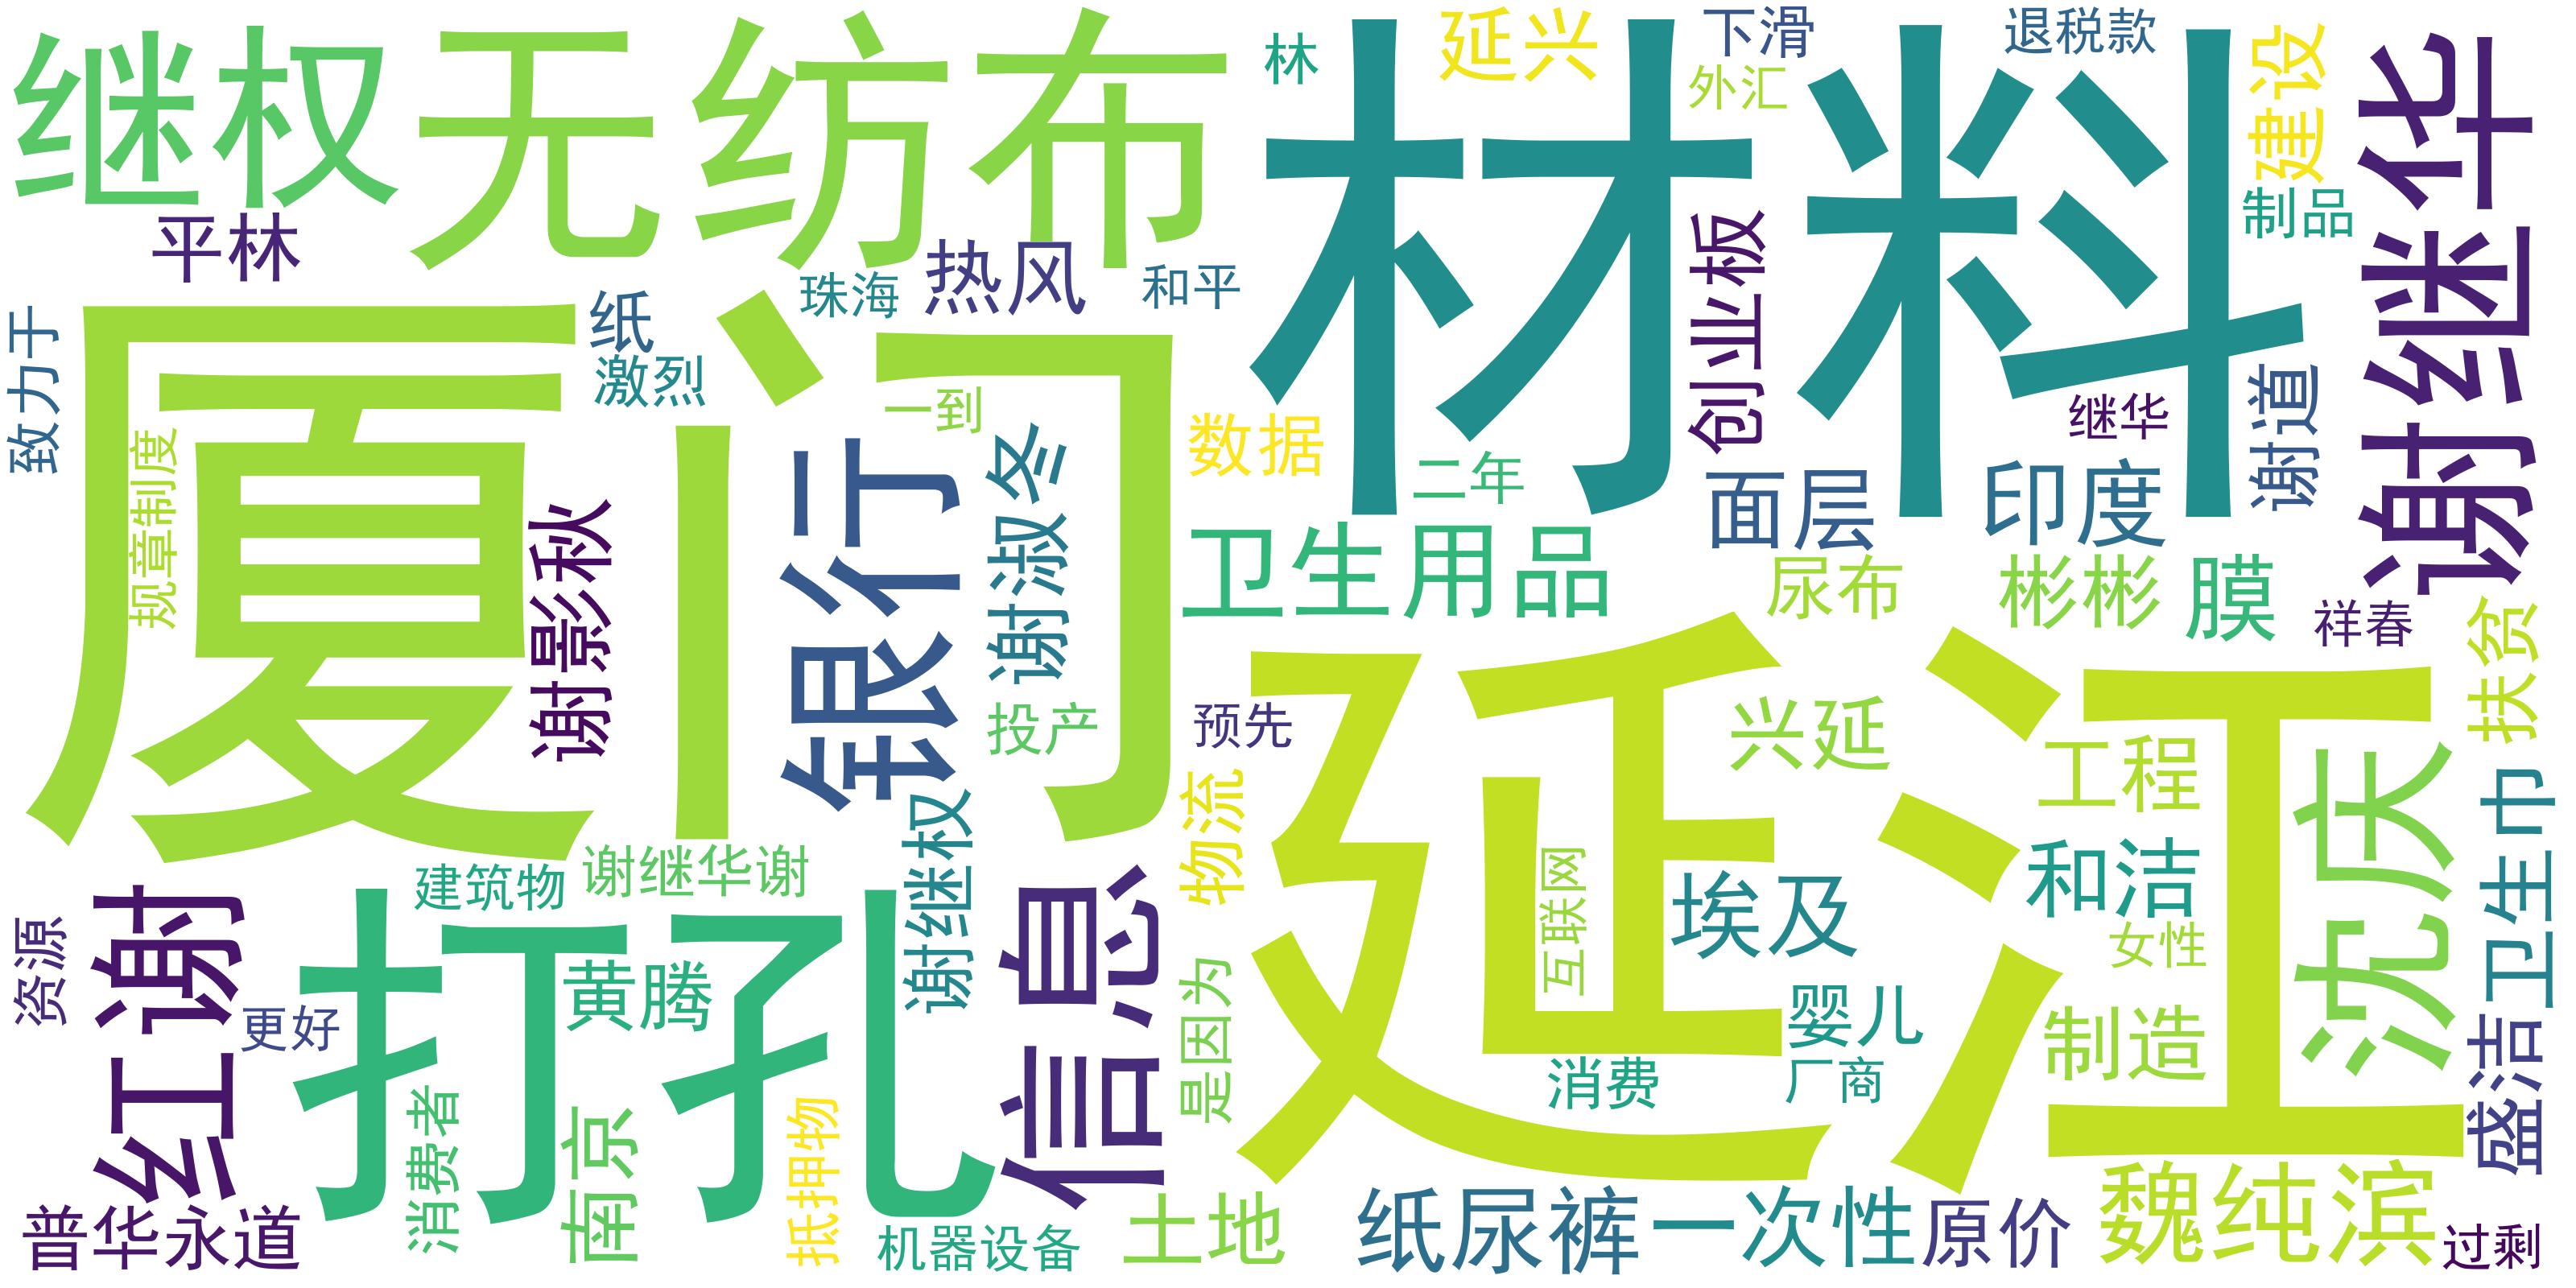 继权
无纺布
材料
林
延兴
下滑
外汇
退税款
建设
制品
谢继华
平林
纸
激烈
珠海
热风
和平
创业板
继华
谢道
致力于
规章制度
厦门
一到
数据
二年
面层
印度
银行
谢淑冬
谢影秋
卫生用品
尿布
彬彬
膜
祥春
扶贫
投产
预先
延江
兴延
工程
沈厌
卫生巾
物流
谢继权
建筑物
谢继华谢
打孔
黄腾
信息
互联网
埃及
和洁
女性
资源
红谢
更好
是因为
婴儿
厂商
消费
制造
盛洁
消费者
南京
抵押物
普华永道
机器设备
土地
纸尿裤
一次性
原价
魏纯滨
过剩